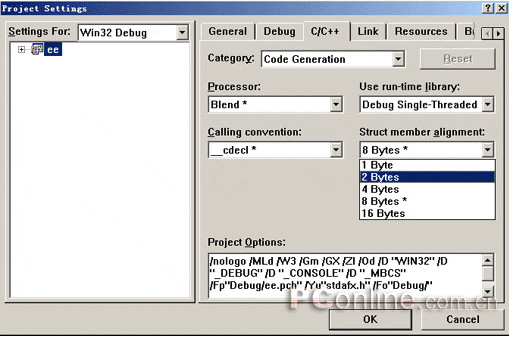 Project Settings
Settings For: Win32 Debug
ee
General Debug C/C++ Link Resources
Category: Code Generation Reset
Processor: Use run-time library:
Blend * Debug Single-Threaded
Calling convention: Struct member alignment:
__cdecl * 8 Bytes *
1 Byte
2 Bytes
4 Bytes
8 Bytes *
16 Bytes
Project Options:
/nologo /MLd /W3 /Gm /GX /ZI /Od /D "WIN32" /D
"_DEBUG" /D "_CONSOLE" /D "_MBCS"
/Fp"Debug/ee.pch" /Yu"stdafx.h" /Fo"Debug/"
PConline.com.cn
OK Cancel